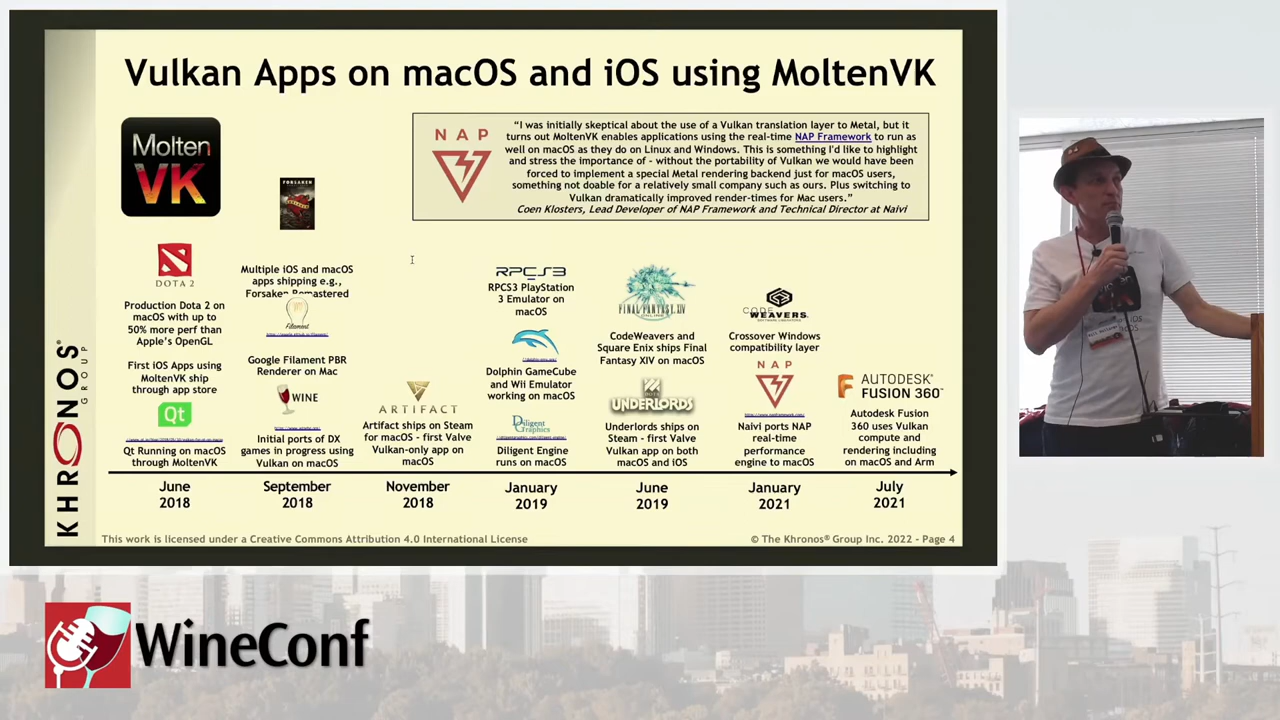 Vulkan Apps on macOS and iOS using MoltenVK
Molten
VK
NAP
“I was initially skeptical about the use of a Vulkan translation layer to Metal, but it
turns out MoltenVK enables applications using the real-time NAP Framework to run as
well on macOS as they do on Linux and Windows. This is something I'd like to highlight
and stress the importance of - without the portability of Vulkan we would have been
forced to implement a special Metal rendering backend just for macOS users,
something not doable for a relatively small company such as ours. Plus switching to
Vulkan dramatically improved render-times for Mac users.”
Coen Klosters, Lead Developer of NAP Framework and Technical Director at Naivi
DOTA 2
Production Dota 2 on
macOS with up to
50% more perf than
Apple's OpenGL
First iOS Apps using
MoltenVK ship
through app store
Qt
Qt Running on macOS
through MoltenVK
June
2018
FORSAKEN
Multiple iOS and macOS
apps shipping e.g.,
Forsaken Remastered
Filament
Google Filament PBR
Renderer on Mac
WINE
Initial ports of DX
games in progress using
Vulkan on macOS
September
2018
ARTIFACT
Artifact ships on Steam
for macOS - first Valve
Vulkan-only app on
macOS
November
2018
RPCS3
RPCS3 PlayStation
3 Emulator on
macOS
Dolphin GameCube
and Wii Emulator
working on macOS
Diligent
Graphics
Diligent Engine
runs on macOS
January
2019
FINAL FANTASY XIV
CodeWeavers and
Square Enix ships Final
Fantasy XIV on macOS
UNDERLORDS
Underlords ships on
Steam - first Valve
Vulkan app on both
macOS and iOS
June
2019
CODE
WEAVERS
Crossover Windows
compatibility layer
NAP
Naivi ports NAP
real-time
performance
engine to macOS
January
2021
AUTODESK
FUSION 360
Autodesk Fusion
360 uses Vulkan
compute and
rendering including
on macOS and Arm
July
2021
KHRONOS
GROUP
This work is licensed under a Creative Commons Attribution 4.0 International License
© The Khronos® Group Inc. 2022 - Page 4
WineConf